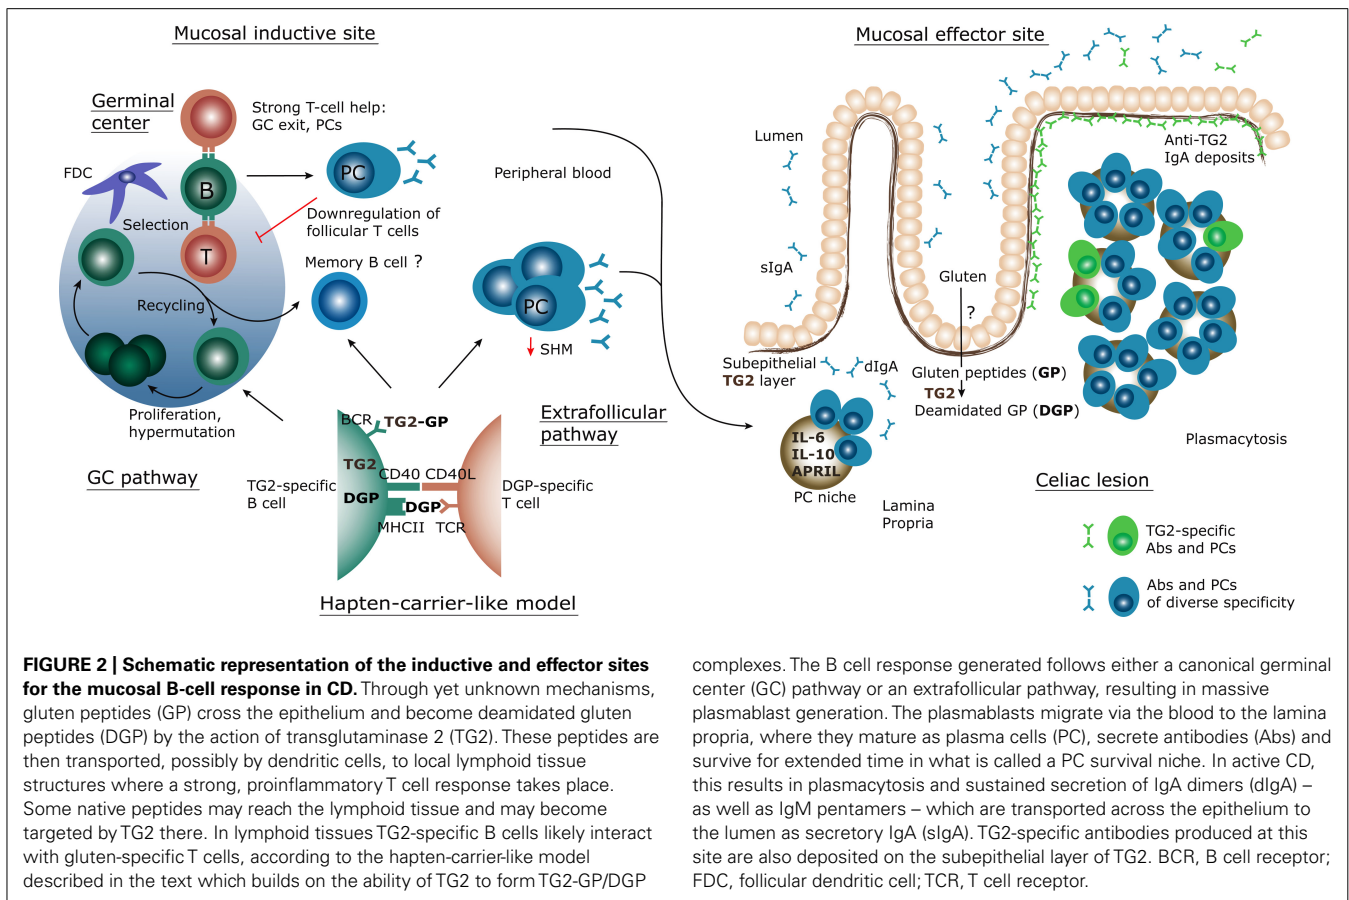 Mucosal inductive site
Mucosal effector site
Germinal
center
Strong T-cell help:
GC exit, PCs
FDC
B
PC
Peripheral blood
Selection
Downregulation of
follicular T cells
T
Memory B cell ?
Recycling
PC
SHM
Proliferation,
hypermutation
Extrafollicular
pathway
GC pathway
BCR
TG2-GP
TG2
CD40
CD40L
DGP
DGP
MHCII
TCR
TG2-specific
B cell
DGP-specific
T cell
Hapten-carrier-like model
Lumen
sIgA
Gluten
?
Anti-TG2
IgA deposits
Subepithelial
TG2 layer
dIgA
Gluten peptides (GP)
TG2
Deamidated GP (DGP)
IL-6
IL-10
APRIL
PC niche
Lamina
Propria
Plasmacytosis
Celiac lesion
TG2-specific
Abs and PCs
Abs and PCs
of diverse specificity
FIGURE 2 | Schematic representation of the inductive and effector sites
for the mucosal B-cell response in CD. Through yet unknown mechanisms,
gluten peptides (GP) cross the epithelium and become deamidated gluten
peptides (DGP) by the action of transglutaminase 2 (TG2). These peptides are
then transported, possibly by dendritic cells, to local lymphoid tissue
structures where a strong, proinflammatory T cell response takes place.
Some native peptides may reach the lymphoid tissue and may become
targeted by TG2 there. In lymphoid tissues TG2-specific B cells likely interact
with gluten-specific T cells, according to the hapten-carrier-like model
described in the text which builds on the ability of TG2 to form TG2-GP/DGP
complexes. The B cell response generated follows either a canonical germinal
center (GC) pathway or an extrafollicular pathway, resulting in massive
plasmablast generation. The plasmablasts migrate via the blood to the lamina
propria, where they mature as plasma cells (PC), secrete antibodies (Abs) and
survive for extended time in what is called a PC survival niche. In active CD,
this results in plasmacytosis and sustained secretion of IgA dimers (dIgA) –
as well as IgM pentamers – which are transported across the epithelium to
the lumen as secretory IgA (sIgA). TG2-specific antibodies produced at this
site are also deposited on the subepithelial layer of TG2. BCR, B cell receptor;
FDC, follicular dendritic cell; TCR, T cell receptor.